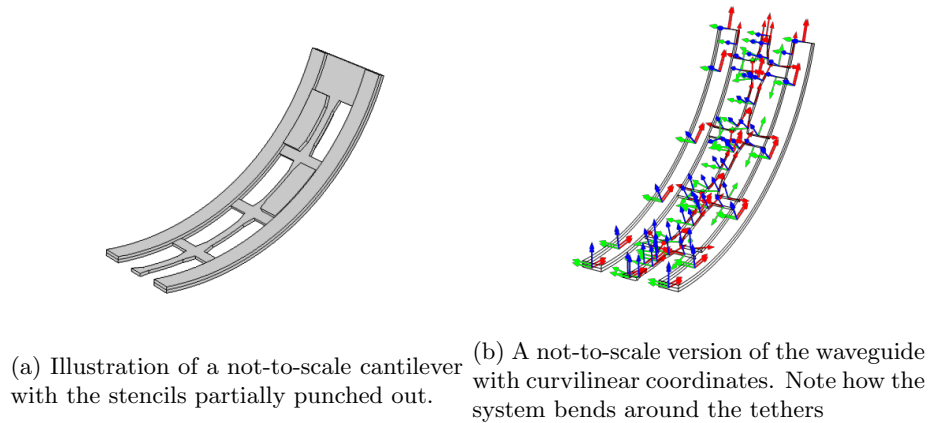 (a) Illustration of a not-to-scale cantilever
with the stencils partially punched out.
(b) A not-to-scale version of the waveguide
with curvilinear coordinates. Note how the
system bends around the tethers